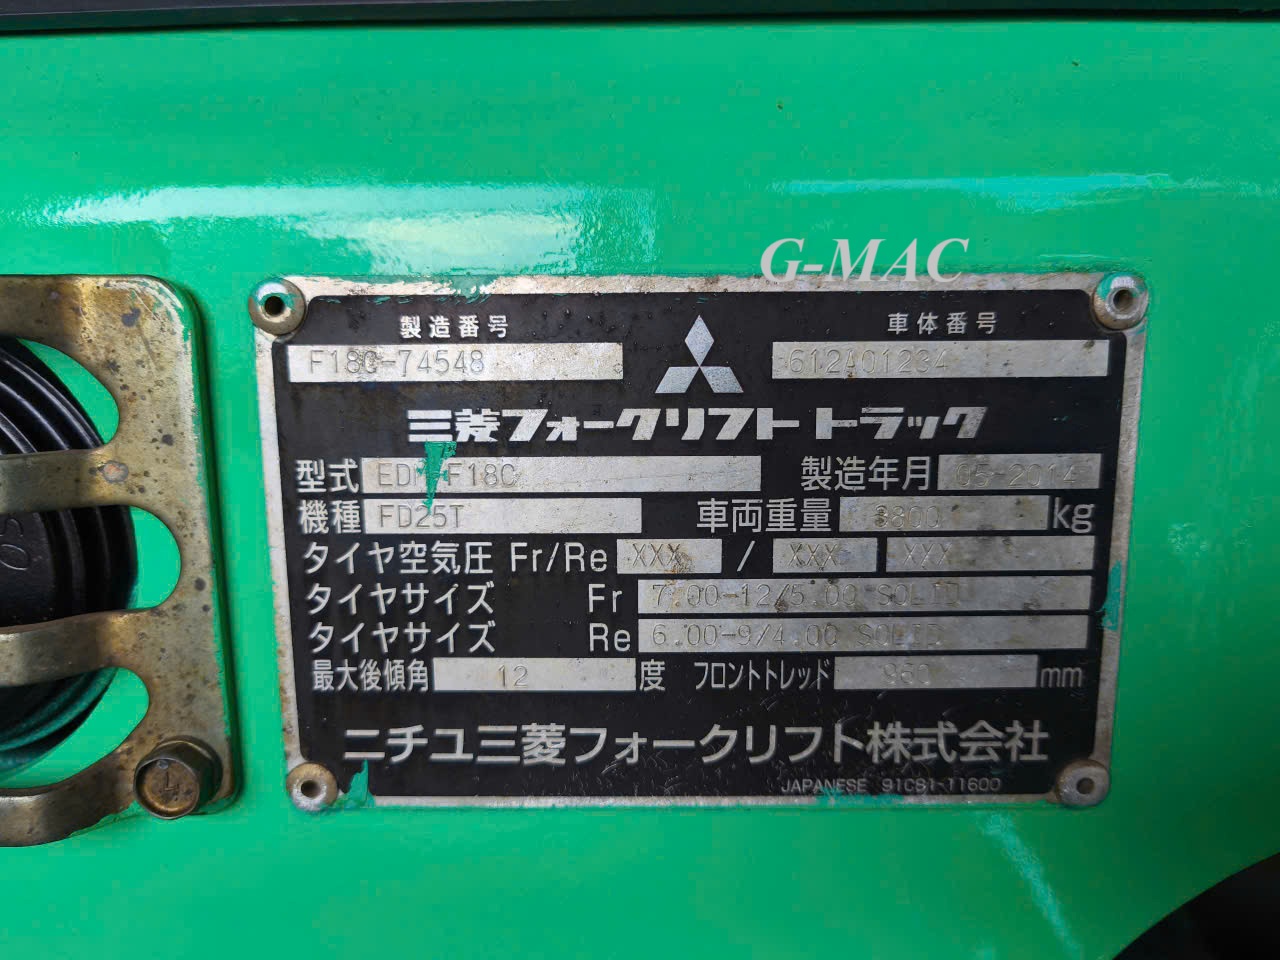 G-MAC
製造番号 車体番号
F18C-74548 612A01234
三菱フォークリフト トラック
型式 F18C 製造年月 05-2014
機種 FD25T 車両重量 3800 kg
タイヤ空気圧 Fr/Re XXX / XXX XXX
タイヤサイズ Fr 7.00-12/5.00 SOLID
タイヤサイズ Re 6.00-9/4.00 SOLID
最大後傾角 12 度 フロントトレッド 960 mm
ニチユ三菱フォークリフト株式会社
JAPANESE 91CB1-11600